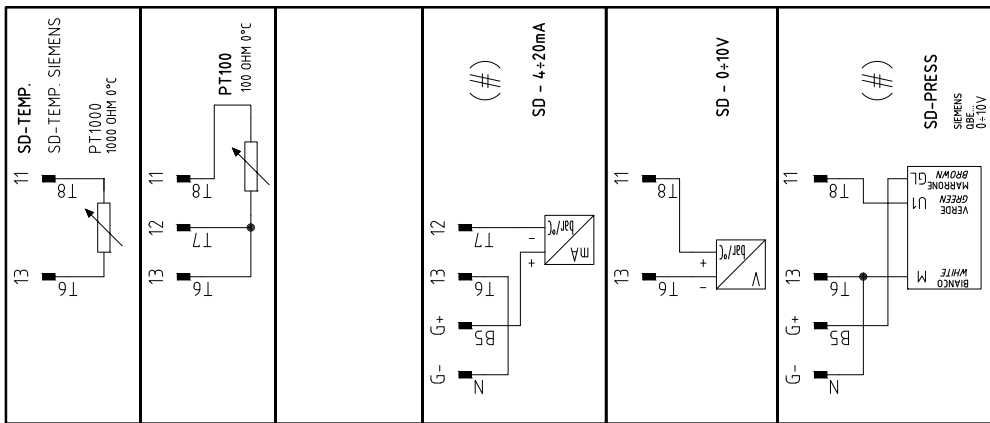 SD-TEMP.
SD-TEMP. SIEMENS
PT1000
1000 OHM 0°C
11
T8
13
T6
PT100
100 OHM 0°C
11
T8
12
T7
13
T6
(#)
SD - 4÷20mA
12
T7
13
T6
G+
B5
G-
N
-
+
bar/°C
mA
SD - 0÷10V
11
T8
13
T6
+
-
bar/°C
V
(#)
SD-PRESS
SIEMENS
QBE...
0÷10V
11
T8
13
T6
G+
B5
G-
N
GL
MARRONE
BROWN
U1
VERDE
GREEN
M
BIANCO
WHITE